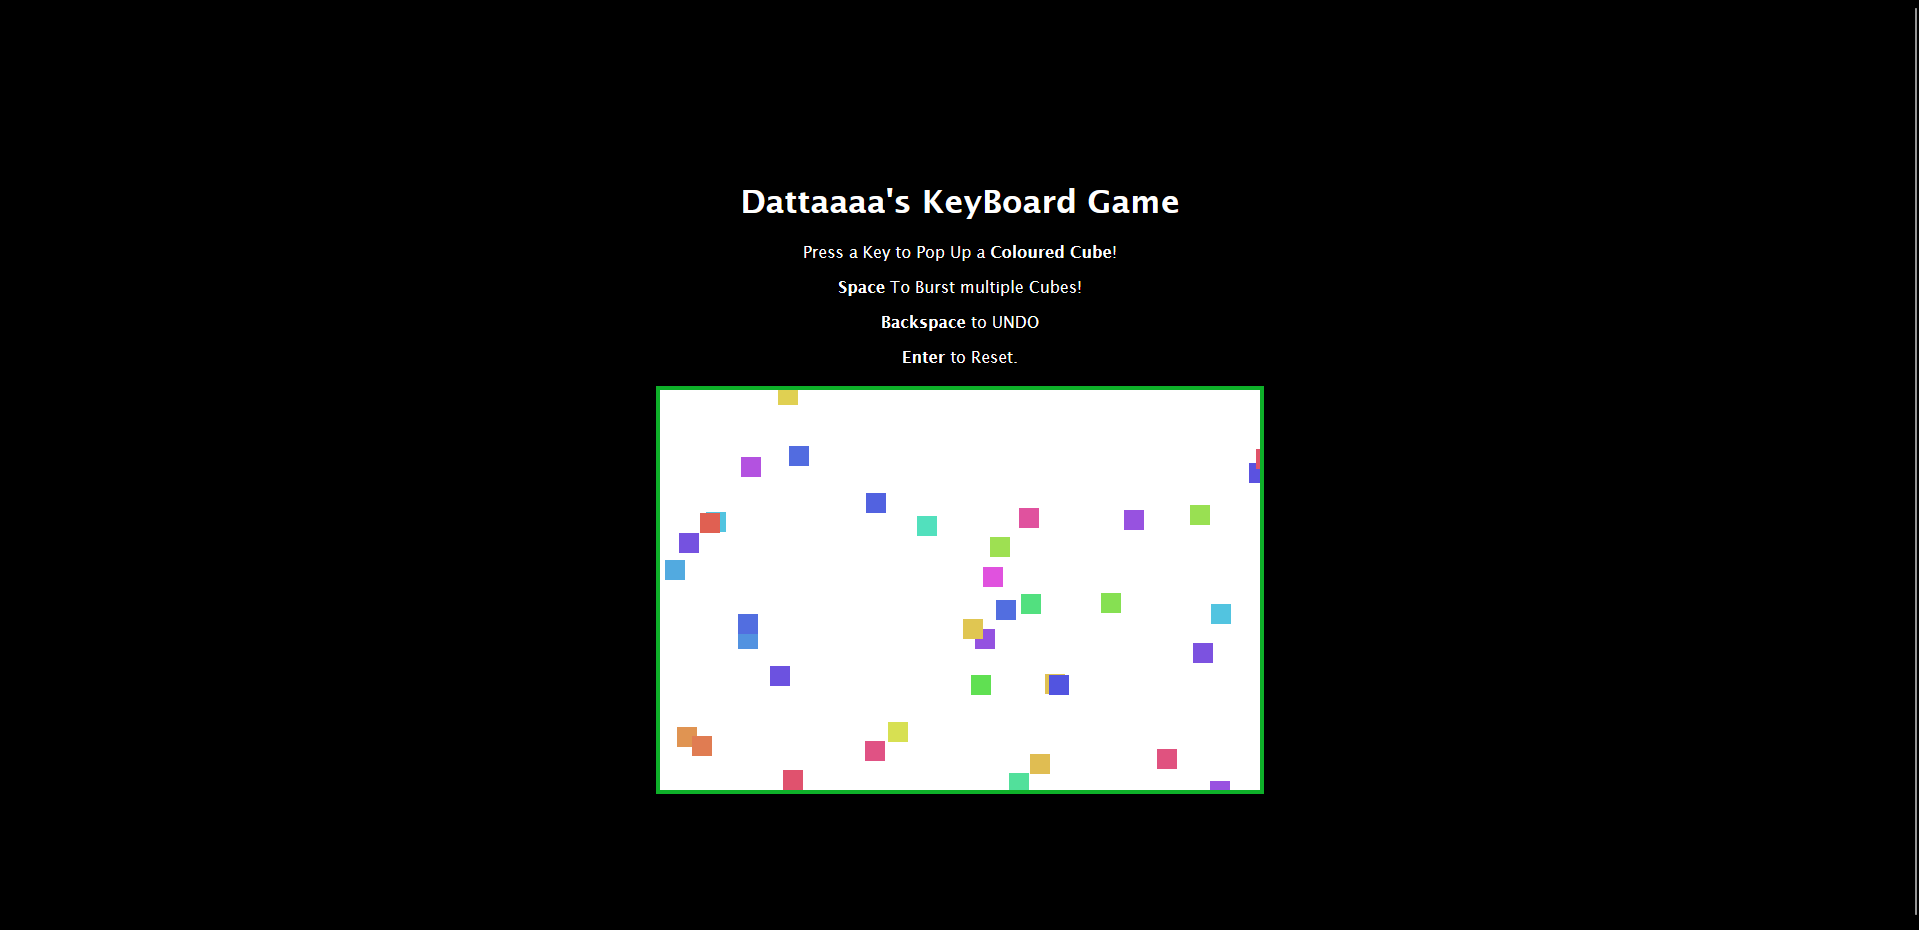 Dattaaaa's KeyBoard Game
Press a Key to Pop Up a Coloured Cube!
Space To Burst multiple Cubes!
Backspace to UNDO
Enter to Reset.